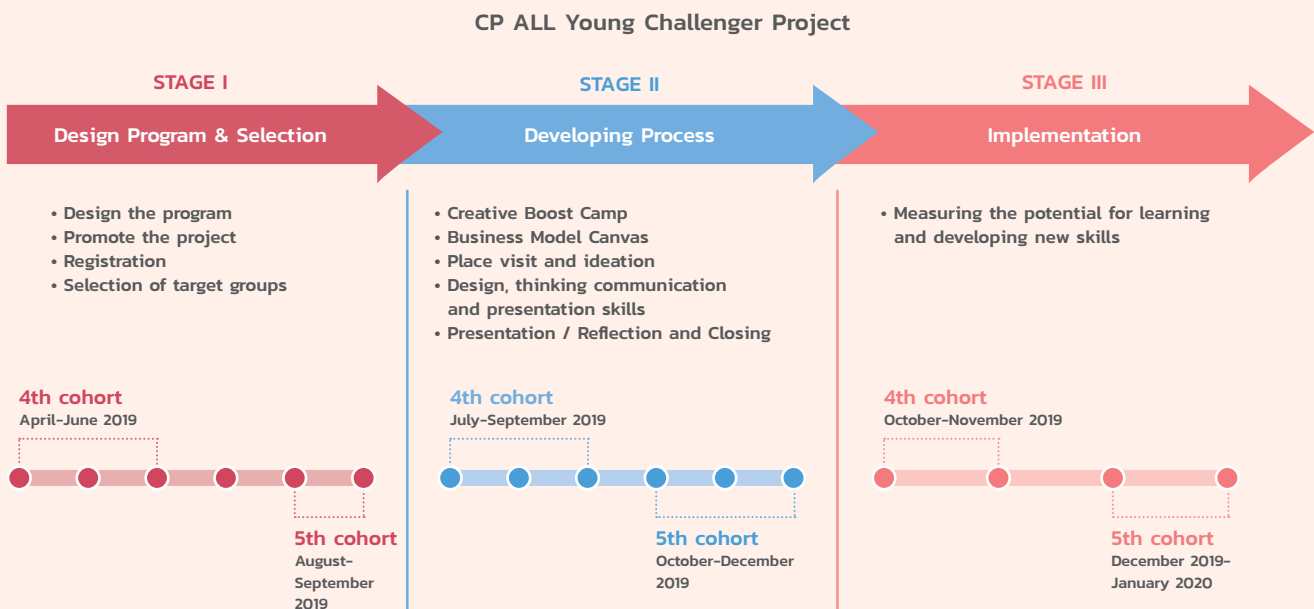 CP ALL Young Challenger Project
STAGE I
Design Program & Selection
• Design the program
• Promote the project
• Registration
• Selection of target groups
4th cohort
April-June 2019
5th cohort
August-
September
2019
STAGE II
Developing Process
• Creative Boost Camp
• Business Model Canvas
• Place visit and ideation
• Design, thinking communication
and presentation skills
• Presentation / Reflection and Closing
4th cohort
July-September 2019
5th cohort
October-December
2019
STAGE III
Implementation
• Measuring the potential for learning
and developing new skills
4th cohort
October-November 2019
5th cohort
December 2019-
January 2020